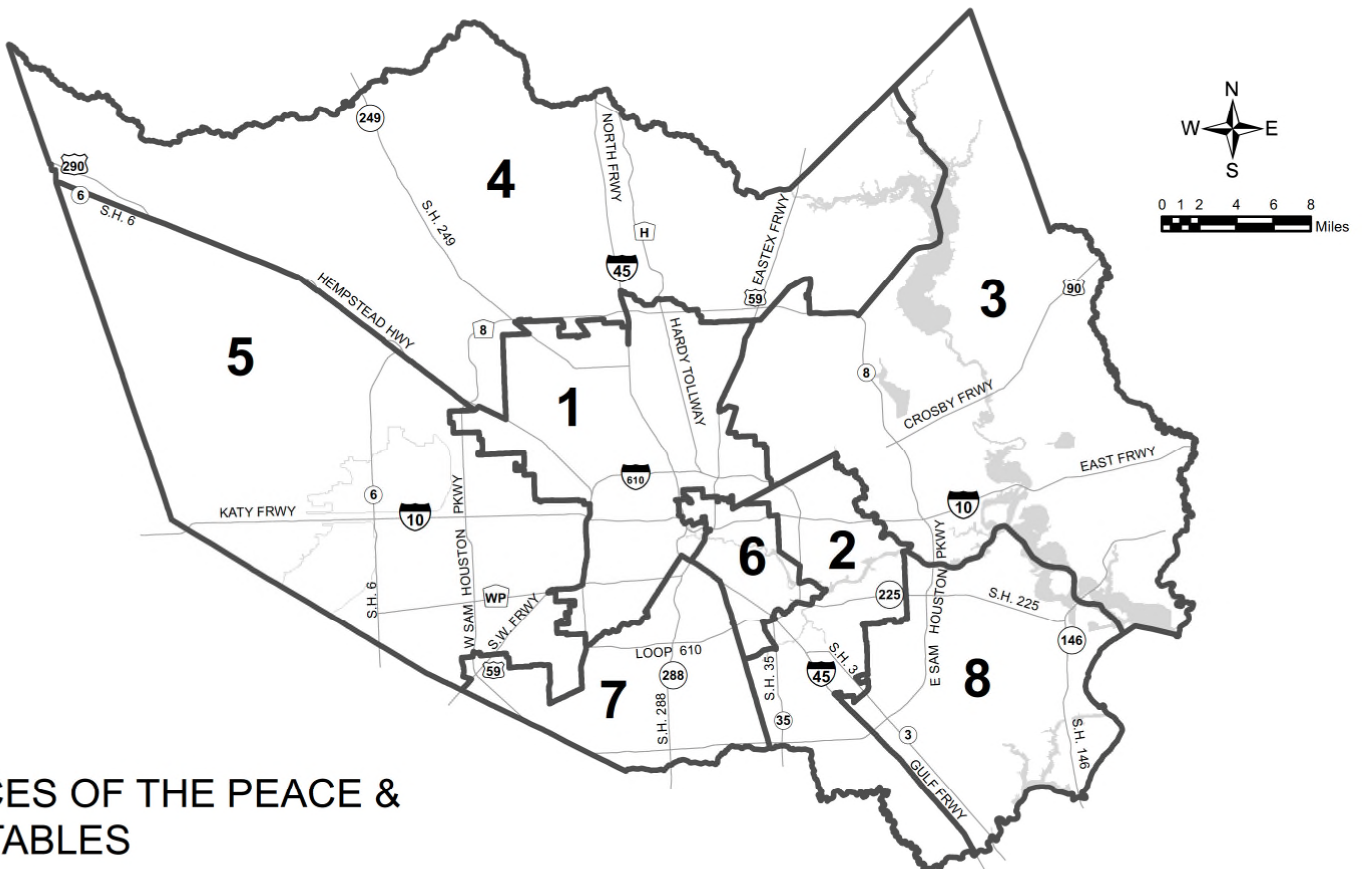 N
W E
S
0 1 2 4 6 8
Miles
249
NORTH FRWY
4
290
6
S.H. 6
S.H. 249
H
45
EASTEX FRWY
59
3
90
HEMPSTEAD HWY
5
8
HARDY TOLLWAY
8
1
CROSBY FRWY
610
EAST FRWY
6
KATY FRWY
10
W SAM HOUSTON PKWY
10
E SAM HOUSTON PKWY
6
2
S.H. 6
WP
S.W. FRWY
225
S.H. 225
146
59
LOOP 610
288
S.H. 35
S.H. 3
45
8
7
S.H. 288
35
3
S.H. 146
GULF FRWY
CES OF THE PEACE &
TABLES